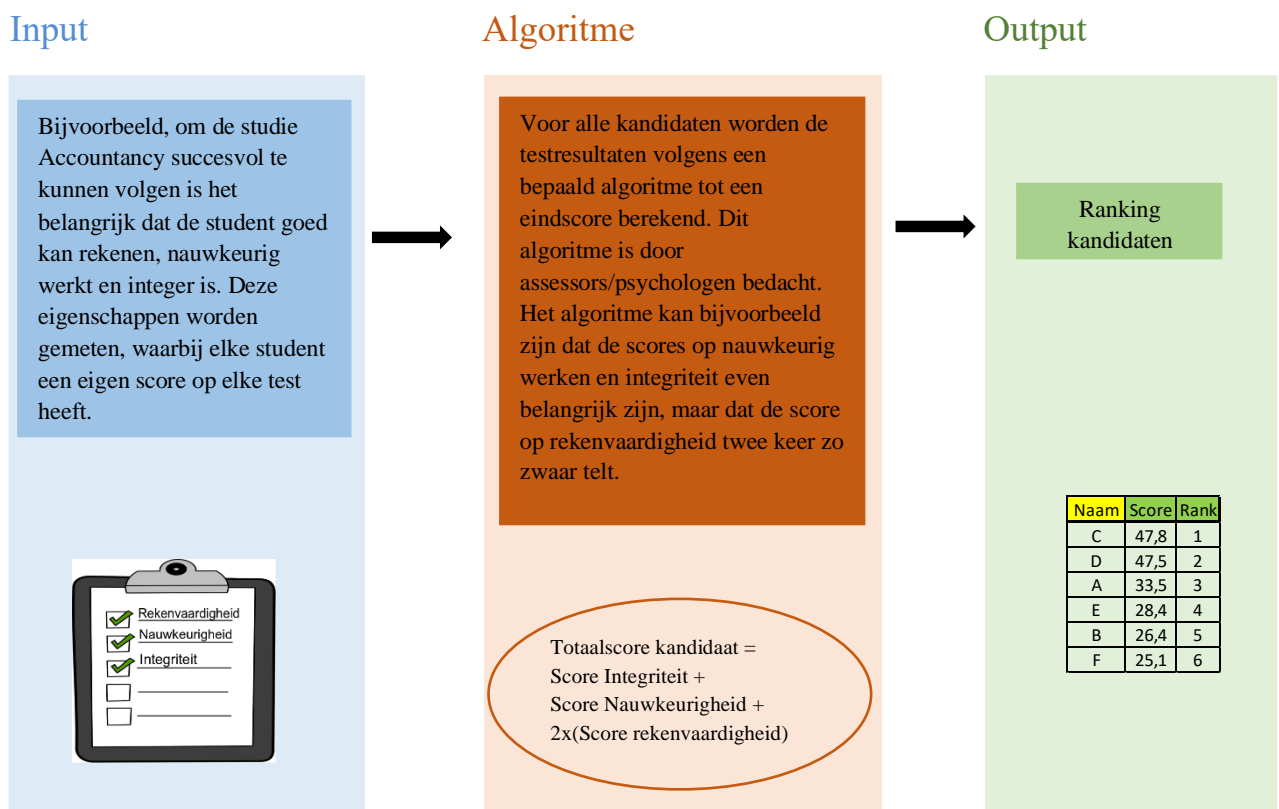 Input
Algoritme
Output
Bijvoorbeeld, om de studie
Accountancy succesvol te
kunnen volgen is het
belangrijk dat de student goed
kan rekenen, nauwkeurig
werkt en integer is. Deze
eigenschappen worden
gemeten, waarbij elke student
een eigen score op elke test
heeft.
Rekenvaardigheid
Nauwkeurigheid
Integriteit
Voor alle kandidaten worden de
testresultaten volgens een
bepaald algoritme tot een
eindscore berekend. Dit
algoritme is door
assessors/psychologen bedacht.
Het algoritme kan bijvoorbeeld
zijn dat de scores op nauwkeurig
werken en integriteit even
belangrijk zijn, maar dat de score
op rekenvaardigheid twee keer zo
zwaar telt.
Totaalscore kandidaat =
Score Integriteit +
Score Nauwkeurigheid +
2x(Score rekenvaardigheid)
Ranking
kandidaten
Naam Score Rank
C 47,8 1
D 47,5 2
A 33,5 3
E 28,4 4
B 26,4 5
F 25,1 6